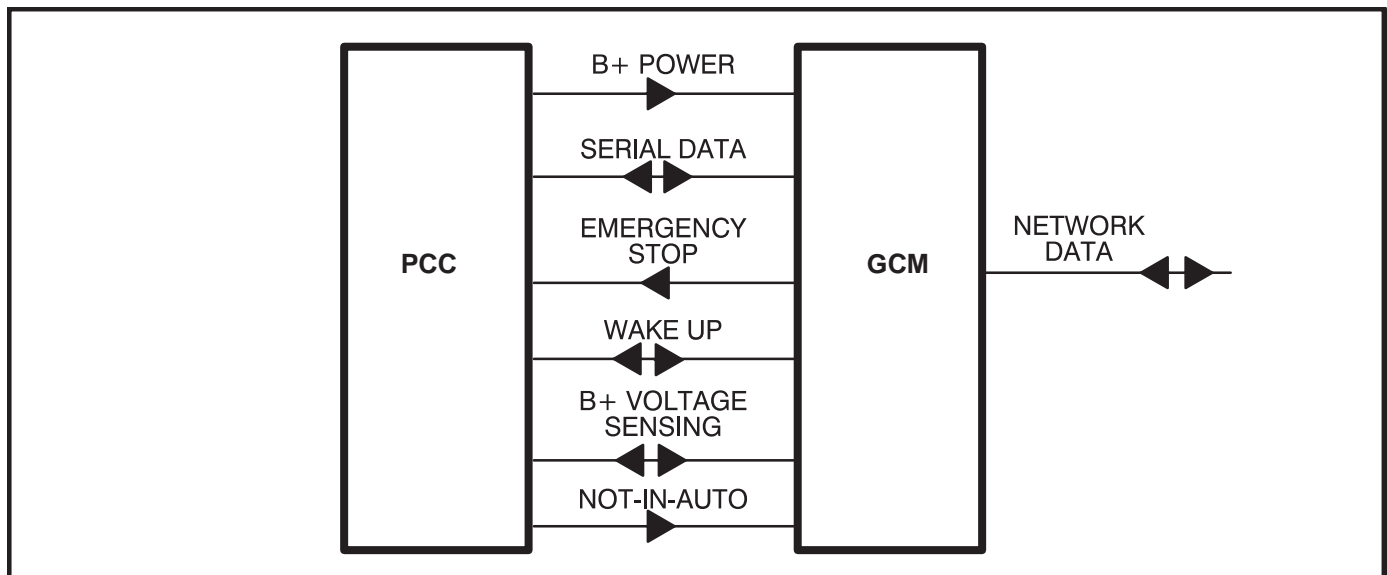 B+ POWER
SERIAL DATA
EMERGENCY
STOP
PCC
GCM
NETWORK
DATA
WAKE UP
B+ VOLTAGE
SENSING
NOT-IN-AUTO